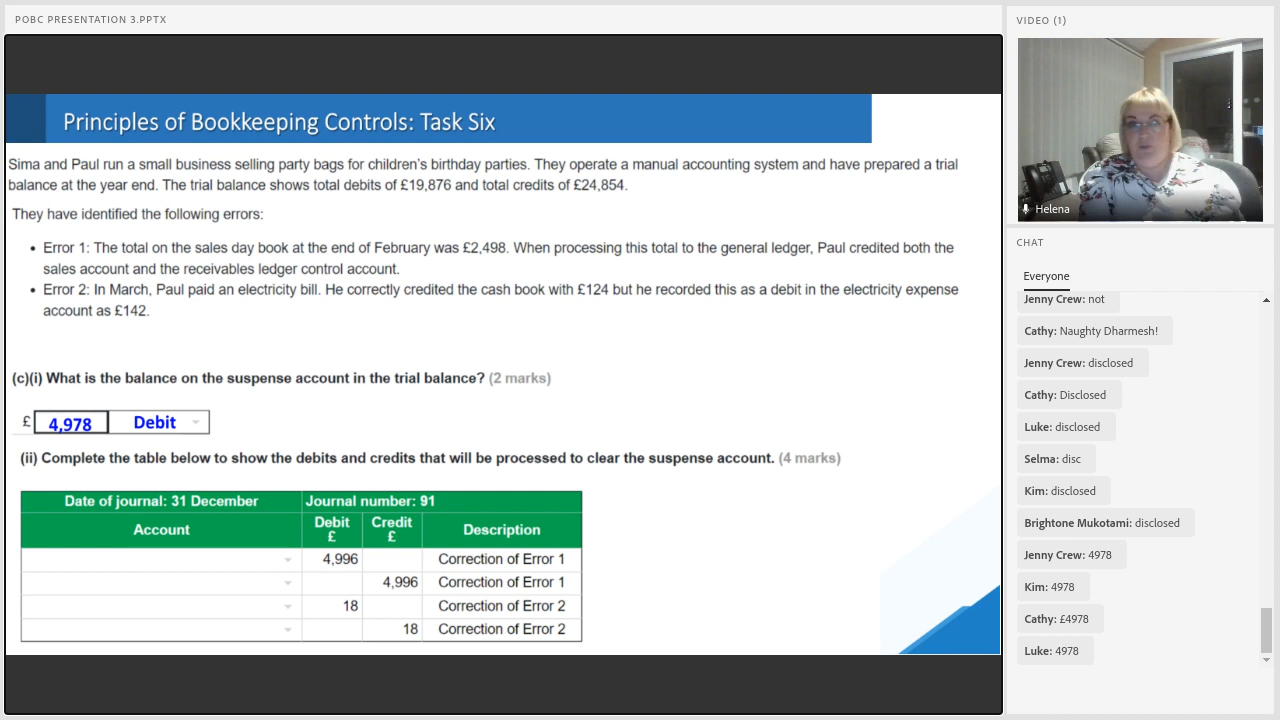 POBC PRESENTATION 3.PPTX
Principles of Bookkeeping Controls: Task Six
Sima and Paul run a small business selling party bags for children's birthday parties. They operate a manual accounting system and have prepared a trial
balance at the year end. The trial balance shows total debits of £19,876 and total credits of £24,854.
They have identified the following errors:
• Error 1: The total on the sales day book at the end of February was £2,498. When processing this total to the general ledger, Paul credited both the
sales account and the receivables ledger control account.
• Error 2: In March, Paul paid an electricity bill. He correctly credited the cash book with £124 but he recorded this as a debit in the electricity expense
account as £142.
(c)(i) What is the balance on the suspense account in the trial balance? (2 marks)
£ 4,978 Debit
(ii) Complete the table below to show the debits and credits that will be processed to clear the suspense account. (4 marks)
Date of journal: 31 December Journal number: 91
Account Debit £ Credit £ Description
4,996 Correction of Error 1
4,996 Correction of Error 1
18 Correction of Error 2
18 Correction of Error 2
VIDEO (1)
Helena
CHAT
Everyone
Jenny Crew: not
Cathy: Naughty Dharmesh!
Jenny Crew: disclosed
Cathy: Disclosed
Luke: disclosed
Selma: disc
Kim: disclosed
Brightone Mukotami: disclosed
Jenny Crew: 4978
Kim: 4978
Cathy: £4978
Luke: 4978